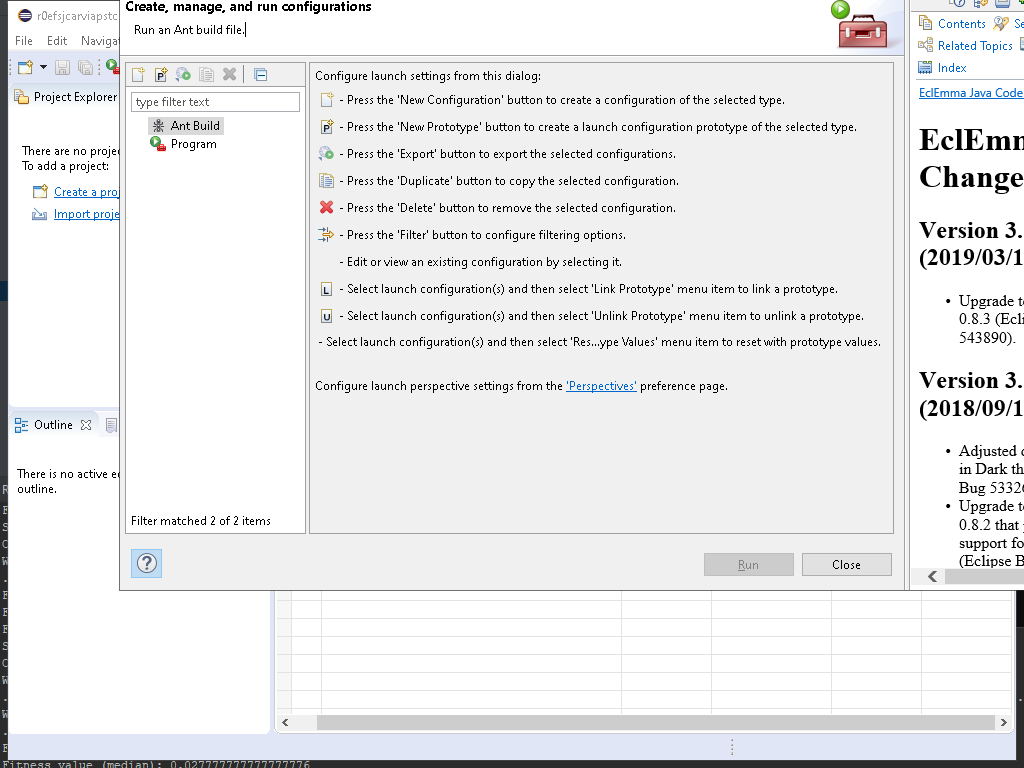 r0efsjcarviapstc
File Edit
Project Explorer
There are no
To add a project:
Create a
Import
Outline
There is no active
outline.
Create, manage, and run configurations
Run an Ant build file.
type filter text
Ant Build
Program
Filter matched 2 of 2 items
Configure launch settings from this dialog:
- Press the 'New Configuration' button to create a configuration of the selected type.
P - Press the 'New Prototype' button to create a launch configuration prototype of the selected type.
- Press the 'Export' button to export the selected configurations.
- Press the 'Duplicate' button to copy the selected configuration.
- Press the 'Delete' button to remove the selected configuration.
- Press the 'Filter' button to configure filtering options.
- Edit or view an existing configuration by selecting it.
L - Select launch configuration(s) and then select 'Link Prototype' menu item to link a prototype.
U - Select launch configuration(s) and then select 'Unlink Prototype' menu item to unlink a prototype.
- Select launch configuration(s) and then select 'Res...ype Values' menu item to reset with prototype values.
Configure launch perspective settings from the 'Perspectives' preference page.
?
Run Close
Contents
Related Topics
Index
EclEmma Java Code
EclEmm
Change
Version 3.
(2019/03/1
• Upgrade
0.8.3
543890).
Version 3.
(2018/09/1
• Adjusted
in Dark
Bug 53326
• Upgrade
0.8.2 that
support
(Eclipse
Fitness value (median): 0.027777777777777776